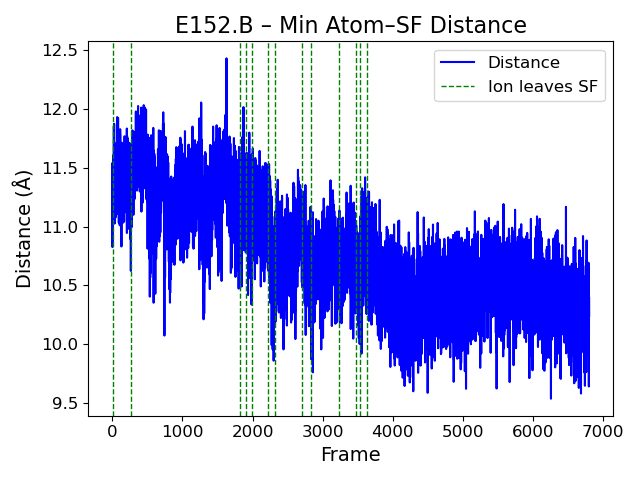 E152.B – Min Atom–SF Distance
Distance (Å)
12.5
12.0
11.5
11.0
10.5
10.0
9.5
Distance
Ion leaves SF
0 1000 2000 3000 4000 5000 6000 7000
Frame